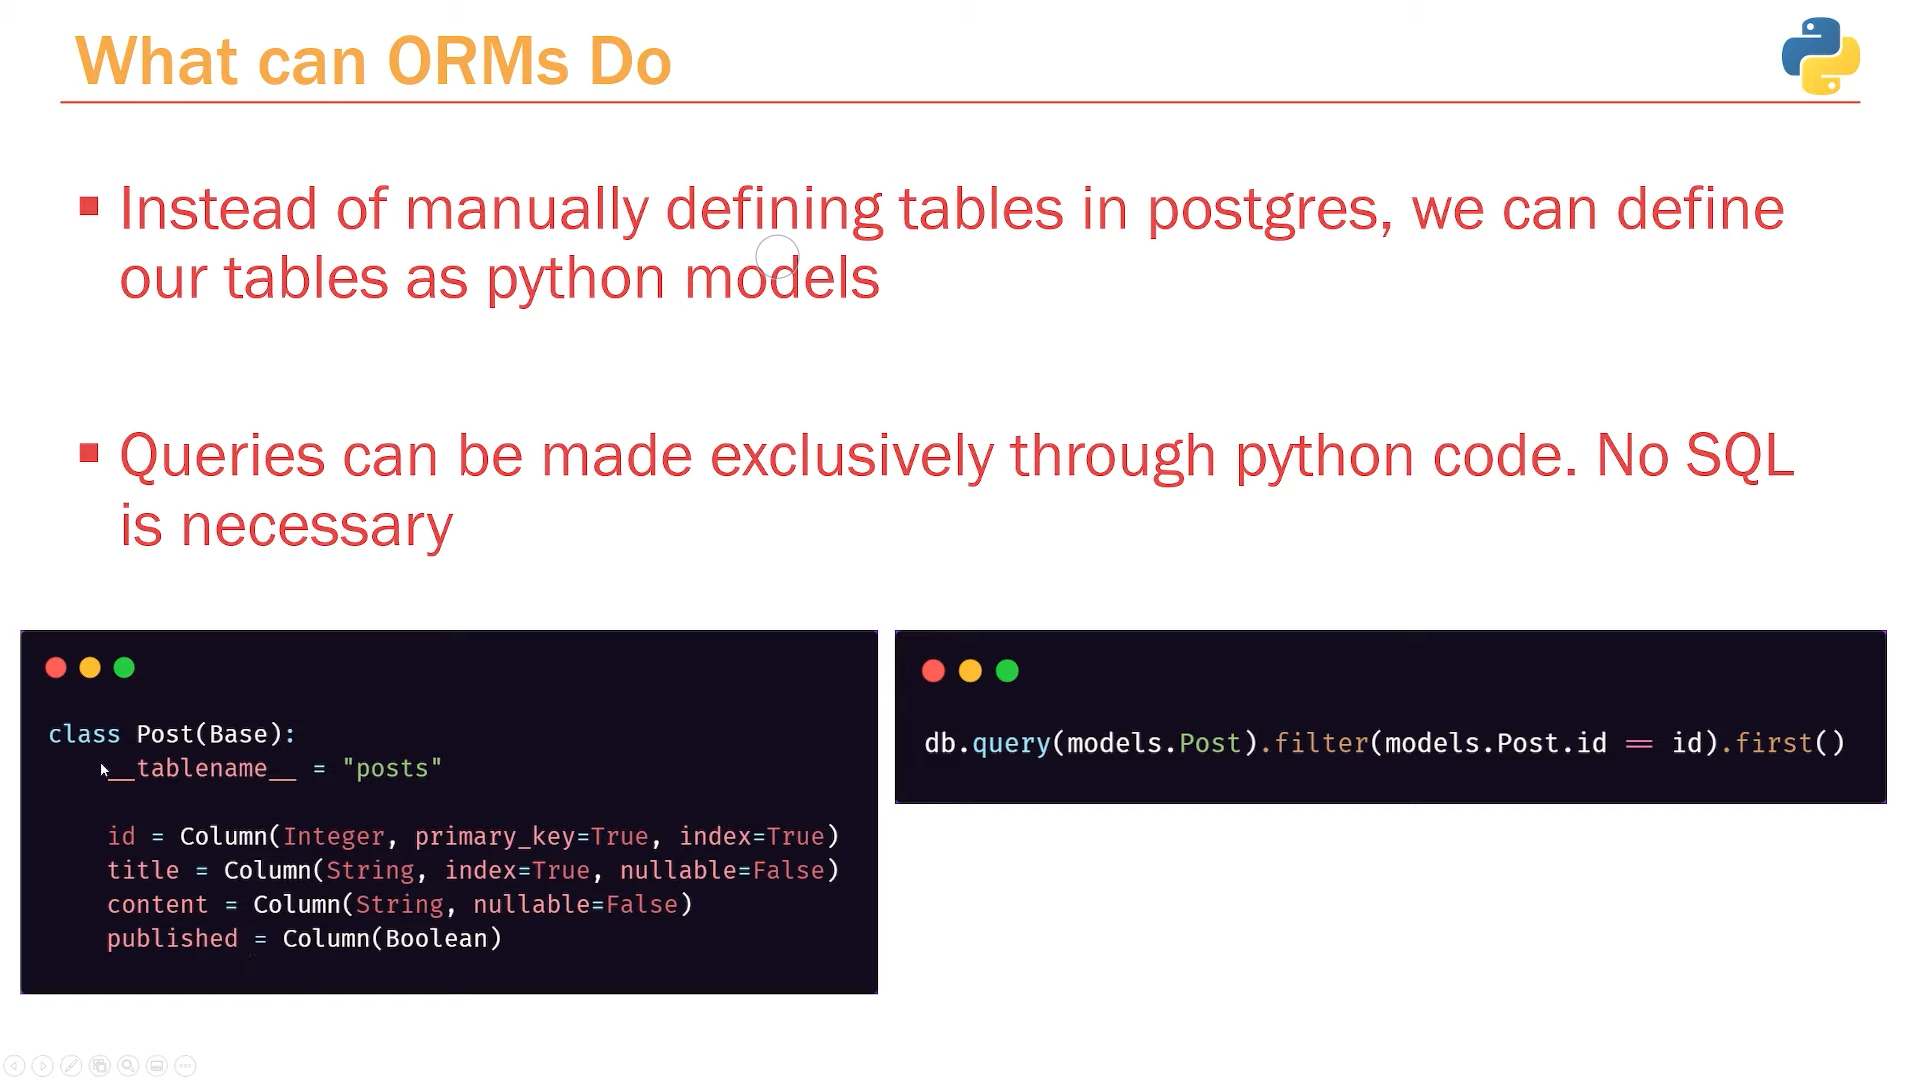 What can ORMs Do
Instead of manually defining tables in postgres, we can define
our tables as python models
Queries can be made exclusively through python code. No SQL
is necessary
class Post(Base):
    __tablename__ = "posts"
    id = Column(Integer, primary_key=True, index=True)
    title = Column(String, index=True, nullable=False)
    content = Column(String, nullable=False)
    published = Column(Boolean)
db.query(models.Post).filter(models.Post.id == id).first()